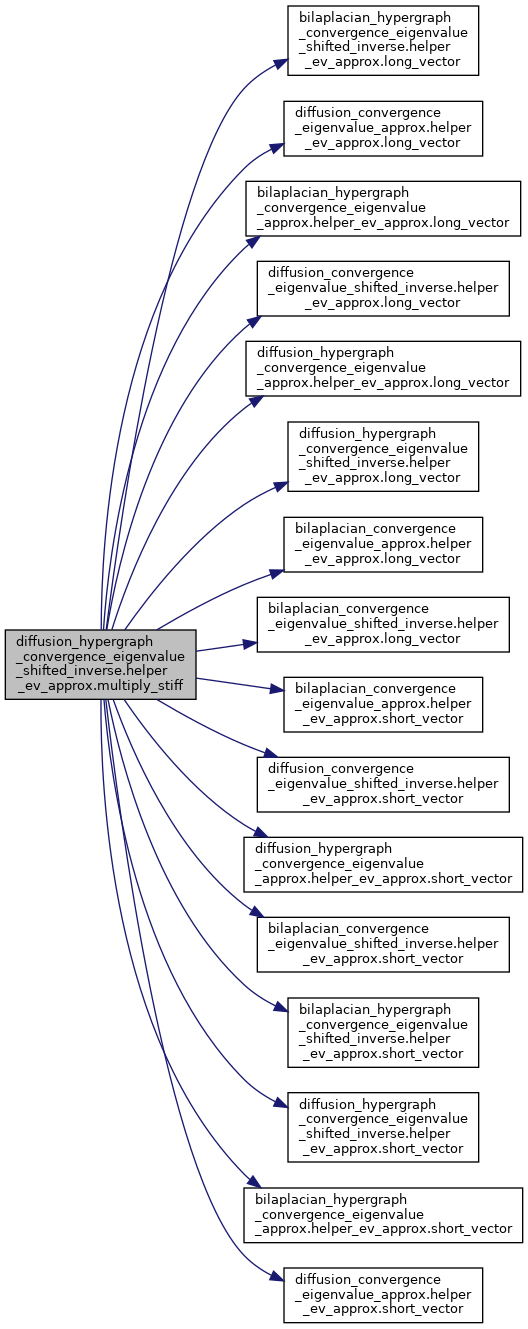 bilaplacian_hypergraph
_convergence_eigenvalue
_shifted_inverse.helper
_ev_approx.long_vector
diffusion_convergence
_eigenvalue_approx.helper
_ev_approx.long_vector
bilaplacian_hypergraph
_convergence_eigenvalue
_approx.helper_ev_approx.long_vector
diffusion_convergence
_eigenvalue_shifted_inverse.helper
_ev_approx.long_vector
diffusion_hypergraph
_convergence_eigenvalue
_approx.helper_ev_approx.long_vector
diffusion_hypergraph
_convergence_eigenvalue
_shifted_inverse.helper
_ev_approx.long_vector
bilaplacian_convergence
_eigenvalue_approx.helper
_ev_approx.long_vector
bilaplacian_convergence
_eigenvalue_shifted_inverse.helper
_ev_approx.long_vector
diffusion_hypergraph
_convergence_eigenvalue
_shifted_inverse.helper
_ev_approx.multiply_stiff
bilaplacian_convergence
_eigenvalue_approx.helper
_ev_approx.short_vector
diffusion_convergence
_eigenvalue_shifted_inverse.helper
_ev_approx.short_vector
diffusion_hypergraph
_convergence_eigenvalue
_approx.helper_ev_approx.short_vector
bilaplacian_convergence
_eigenvalue_shifted_inverse.helper
_ev_approx.short_vector
bilaplacian_hypergraph
_convergence_eigenvalue
_shifted_inverse.helper
_ev_approx.short_vector
diffusion_hypergraph
_convergence_eigenvalue
_shifted_inverse.helper
_ev_approx.short_vector
bilaplacian_hypergraph
_convergence_eigenvalue
_approx.helper_ev_approx.short_vector
diffusion_convergence
_eigenvalue_approx.helper
_ev_approx.short_vector